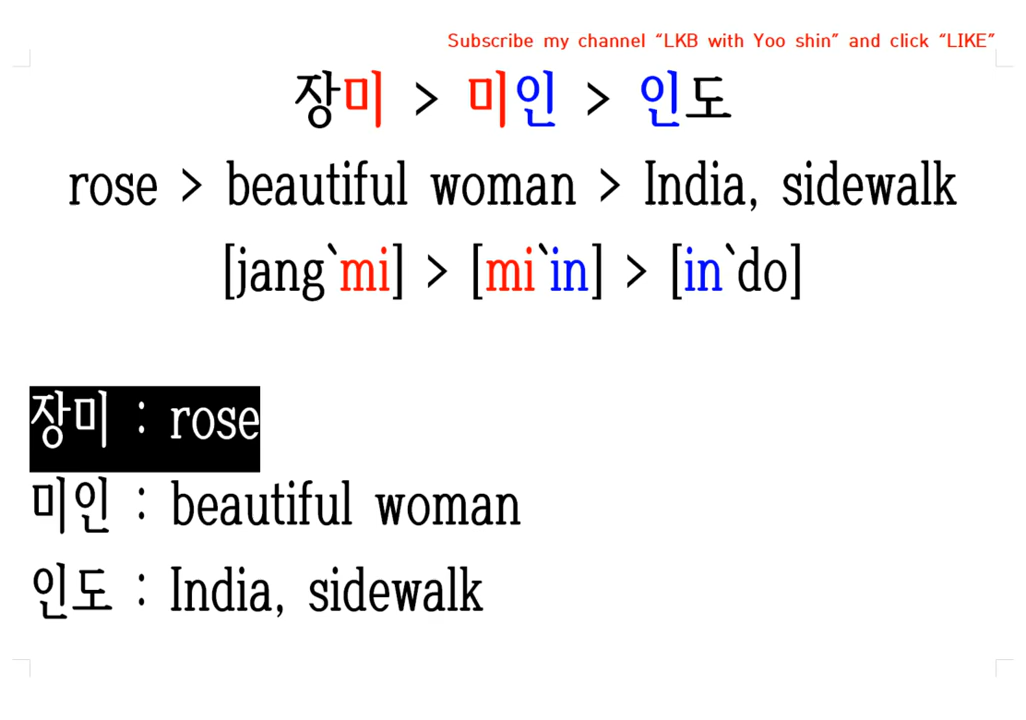 Subscribe my channel “LKB with Yoo shin” and click “LIKE”
장미 > 미인 > 인도
rose > beautiful woman > India, sidewalk
[jang`mi] > [mi`in] > [in`do]
장미 : rose
미인 : beautiful woman
인도 : India, sidewalk